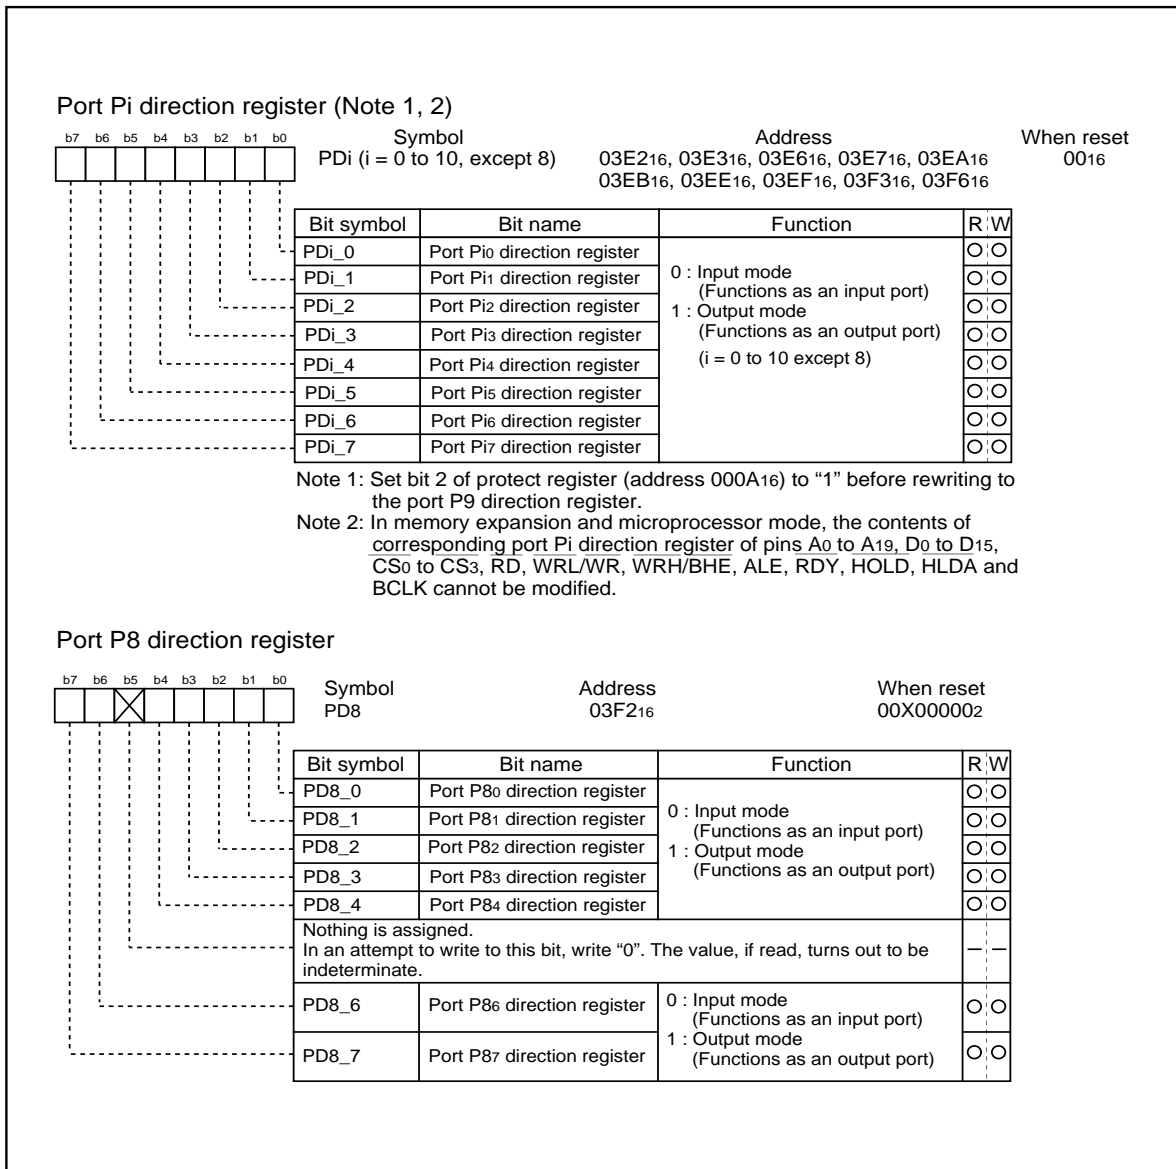 Port Pi direction register (Note 1, 2)
b7 b6 b5 b4 b3 b2 b1 b0
Symbol Address When reset
PDi (i = 0 to 10, except 8) 03E216, 03E316, 03E616, 03E716, 03EA16 0016
03EB16, 03EE16, 03EF16, 03F316, 03F616
Bit symbol Bit name Function R W
PDi_0 Port Pi0 direction register
PDi_1 Port Pi1 direction register
PDi_2 Port Pi2 direction register
PDi_3 Port Pi3 direction register
PDi_4 Port Pi4 direction register
PDi_5 Port Pi5 direction register
PDi_6 Port Pi6 direction register
PDi_7 Port Pi7 direction register
0 : Input mode
(Functions as an input port)
1 : Output mode
(Functions as an output port)
(i = 0 to 10 except 8)
Note 1: Set bit 2 of protect register (address 000A16) to “1” before rewriting to
the port P9 direction register.
Note 2: In memory expansion and microprocessor mode, the contents of
corresponding port Pi direction register of pins A0 to A19, D0 to D15,
CS0 to CS3, RD, WRL/WR, WRH/BHE, ALE, RDY, HOLD, HLDA and
BCLK cannot be modified.
Port P8 direction register
b7 b6 b5 b4 b3 b2 b1 b0
Symbol Address When reset
PD8 03F216 00X000002
Bit symbol Bit name Function R W
PD8_0 Port P80 direction register
PD8_1 Port P81 direction register
PD8_2 Port P82 direction register
PD8_3 Port P83 direction register
PD8_4 Port P84 direction register
0 : Input mode
(Functions as an input port)
1 : Output mode
(Functions as an output port)
Nothing is assigned.
In an attempt to write to this bit, write “0”. The value, if read, turns out to be
indeterminate.
PD8_6 Port P86 direction register
PD8_7 Port P87 direction register
0 : Input mode
(Functions as an input port)
1 : Output mode
(Functions as an output port)